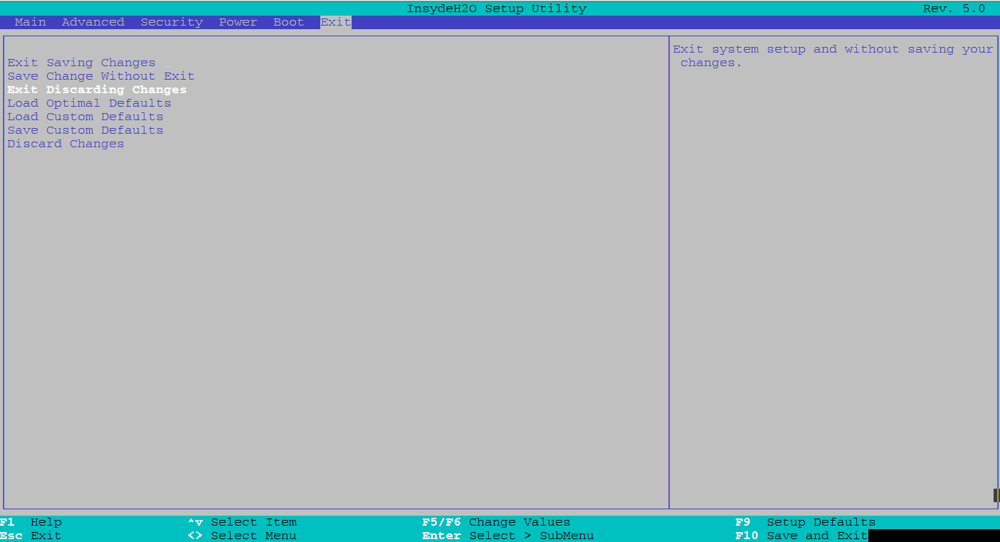 InsydeH2O Setup Utility Rev. 5.0
Main Advanced Security Power Boot Exit
Exit Saving Changes
Save Change Without Exit
Exit Discarding Changes
Load Optimal Defaults
Load Custom Defaults
Save Custom Defaults
Discard Changes
Exit system setup and without saving your
changes.
F1 Help ^v Select Item F5/F6 Change Values F9 Setup Defaults
Esc Exit <> Select Menu Enter Select > SubMenu F10 Save and Exit